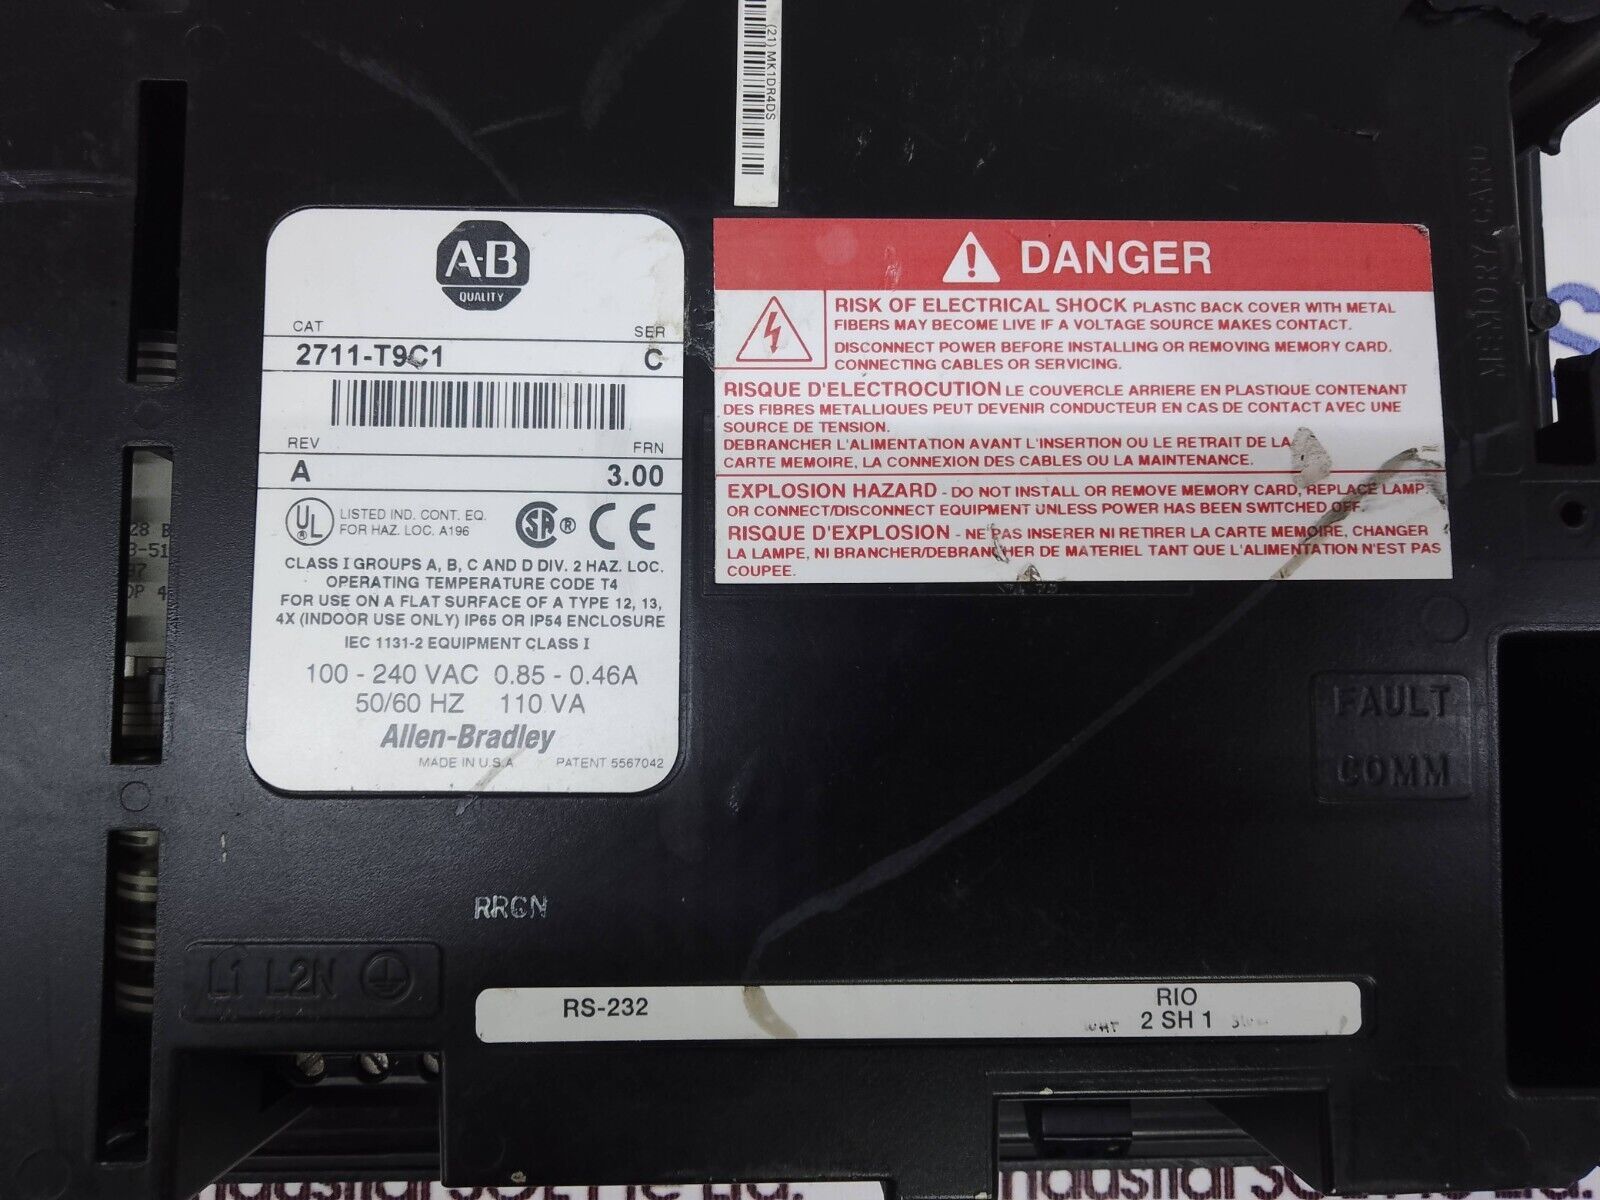 (21) MK1DR4DS
A-B
QUALITY
CAT SER
2711-T9C1 C
REV FRN
A 3.00
UL LISTED IND. CONT. EQ.
FOR HAZ. LOC. A196
CLASS I GROUPS A, B, C AND D DIV. 2 HAZ. LOC.
OPERATING TEMPERATURE CODE T4
FOR USE ON A FLAT SURFACE OF A TYPE 12, 13,
4X (INDOOR USE ONLY) IP65 OR IP54 ENCLOSURE
IEC 1131-2 EQUIPMENT CLASS I
100 - 240 VAC 0.85 - 0.46A
50/60 HZ 110 VA
Allen-Bradley
MADE IN U.S.A. PATENT 5567042
DANGER
RISK OF ELECTRICAL SHOCK PLASTIC BACK COVER WITH METAL
FIBERS MAY BECOME LIVE IF A VOLTAGE SOURCE MAKES CONTACT.
DISCONNECT POWER BEFORE INSTALLING OR REMOVING MEMORY CARD,
CONNECTING CABLES OR SERVICING.
RISQUE D'ELECTROCUTION LE COUVERCLE ARRIERE EN PLASTIQUE CONTENANT
DES FIBRES METALLIQUES PEUT DEVENIR CONDUCTEUR EN CAS DE CONTACT AVEC UNE
SOURCE DE TENSION.
DEBRANCHER L'ALIMENTATION AVANT L'INSERTION OU LE RETRAIT DE LA
CARTE MEMOIRE, LA CONNEXION DES CABLES OU LA MAINTENANCE.
EXPLOSION HAZARD - DO NOT INSTALL OR REMOVE MEMORY CARD, REPLACE LAMP,
OR CONNECT/DISCONNECT EQUIPMENT UNLESS POWER HAS BEEN SWITCHED OFF.
RISQUE D'EXPLOSION - NE PAS INSERER NI RETIRER LA CARTE MEMOIRE, CHANGER
LA LAMPE, NI BRANCHER/DEBRANCHER DE MATERIEL TANT QUE L'ALIMENTATION N'EST PAS
COUPEE.
MEMORY CARD
FAULT
COMM
RRCN
L1 L2N
RS-232
RIO
WHT 2 SH 1